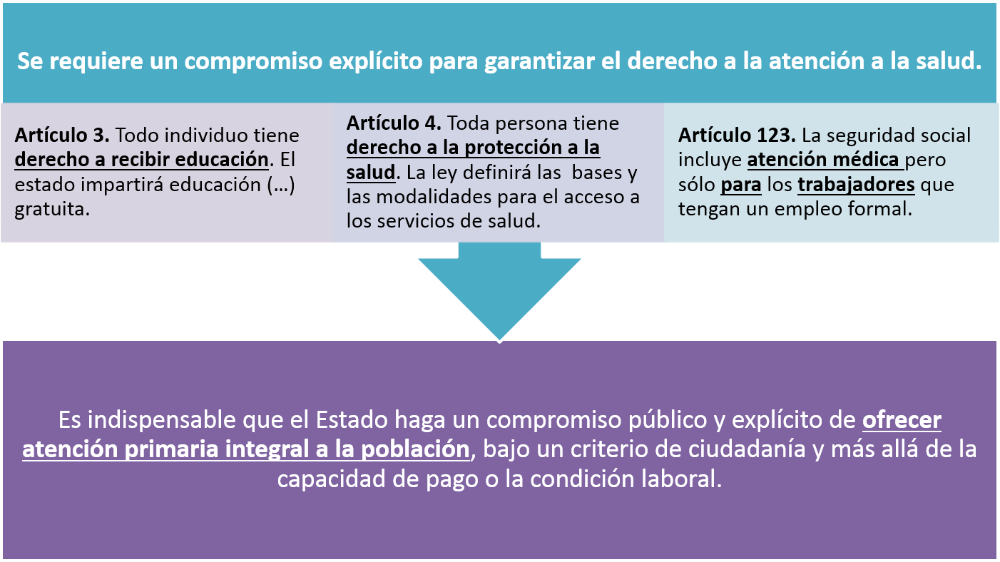 Se requiere un compromiso explícito para garantizar el derecho a la atención a la salud.
Artículo 3. Todo individuo tiene
derecho a recibir educación. El
estado impartirá educación (…)
gratuita.
Artículo 4. Toda persona tiene
derecho a la protección a la
salud. La ley definirá las  bases y
las modalidades para el acceso a
los servicios de salud.
Artículo 123. La seguridad social
incluye atención médica pero
sólo para los trabajadores que
tengan un empleo formal.
Es indispensable que el Estado haga un compromiso público y explícito de ofrecer
atención primaria integral a la población, bajo un criterio de ciudadanía y más allá de la
capacidad de pago o la condición laboral.